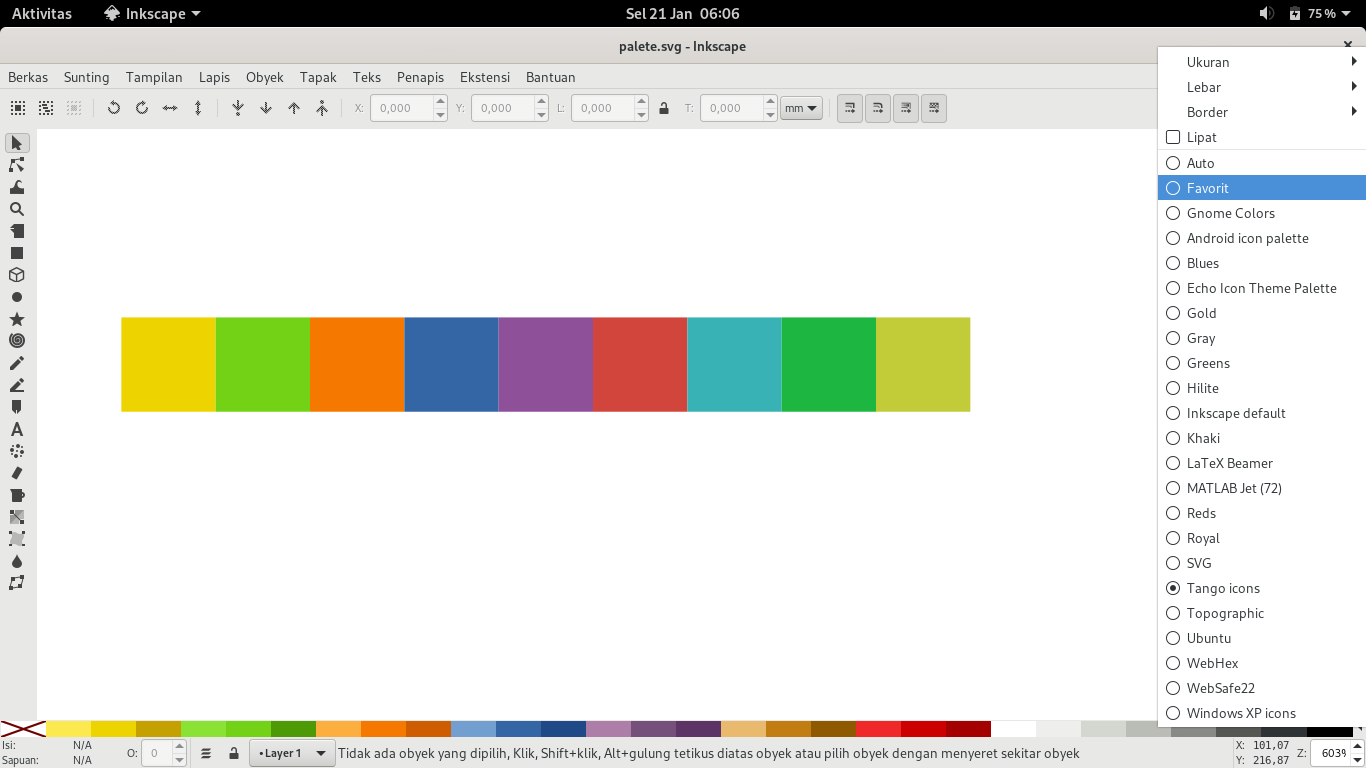 Aktivitas
Inkscape
Sel 21 Jan 06:06
75%
palete.svg - Inkscape
Berkas Sunting Tampilan Lapis Obyek Tapak Teks Penapis Ekstensi Bantuan
X: 0,000 Y: 0,000 L: 0,000 T: 0,000 mm
Ukuran
Lebar
Border
Lipat
Auto
Favorit
Gnome Colors
Android icon palette
Blues
Echo Icon Theme Palette
Gold
Gray
Greens
Hilite
Inkscape default
Khaki
LaTeX Beamer
MATLAB Jet (72)
Reds
Royal
SVG
Tango icons
Topographic
Ubuntu
WebHex
WebSafe22
Windows XP icons
Isi: N/A
Sapuan: N/A
O: 0
•Layer 1
Tidak ada obyek yang dipilih, Klik, Shift+klik, Alt+gulung tetikus diatas obyek atau pilih obyek dengan menyeret sekitar obyek
X: 101,07
Y: 216,87
Z: 603%